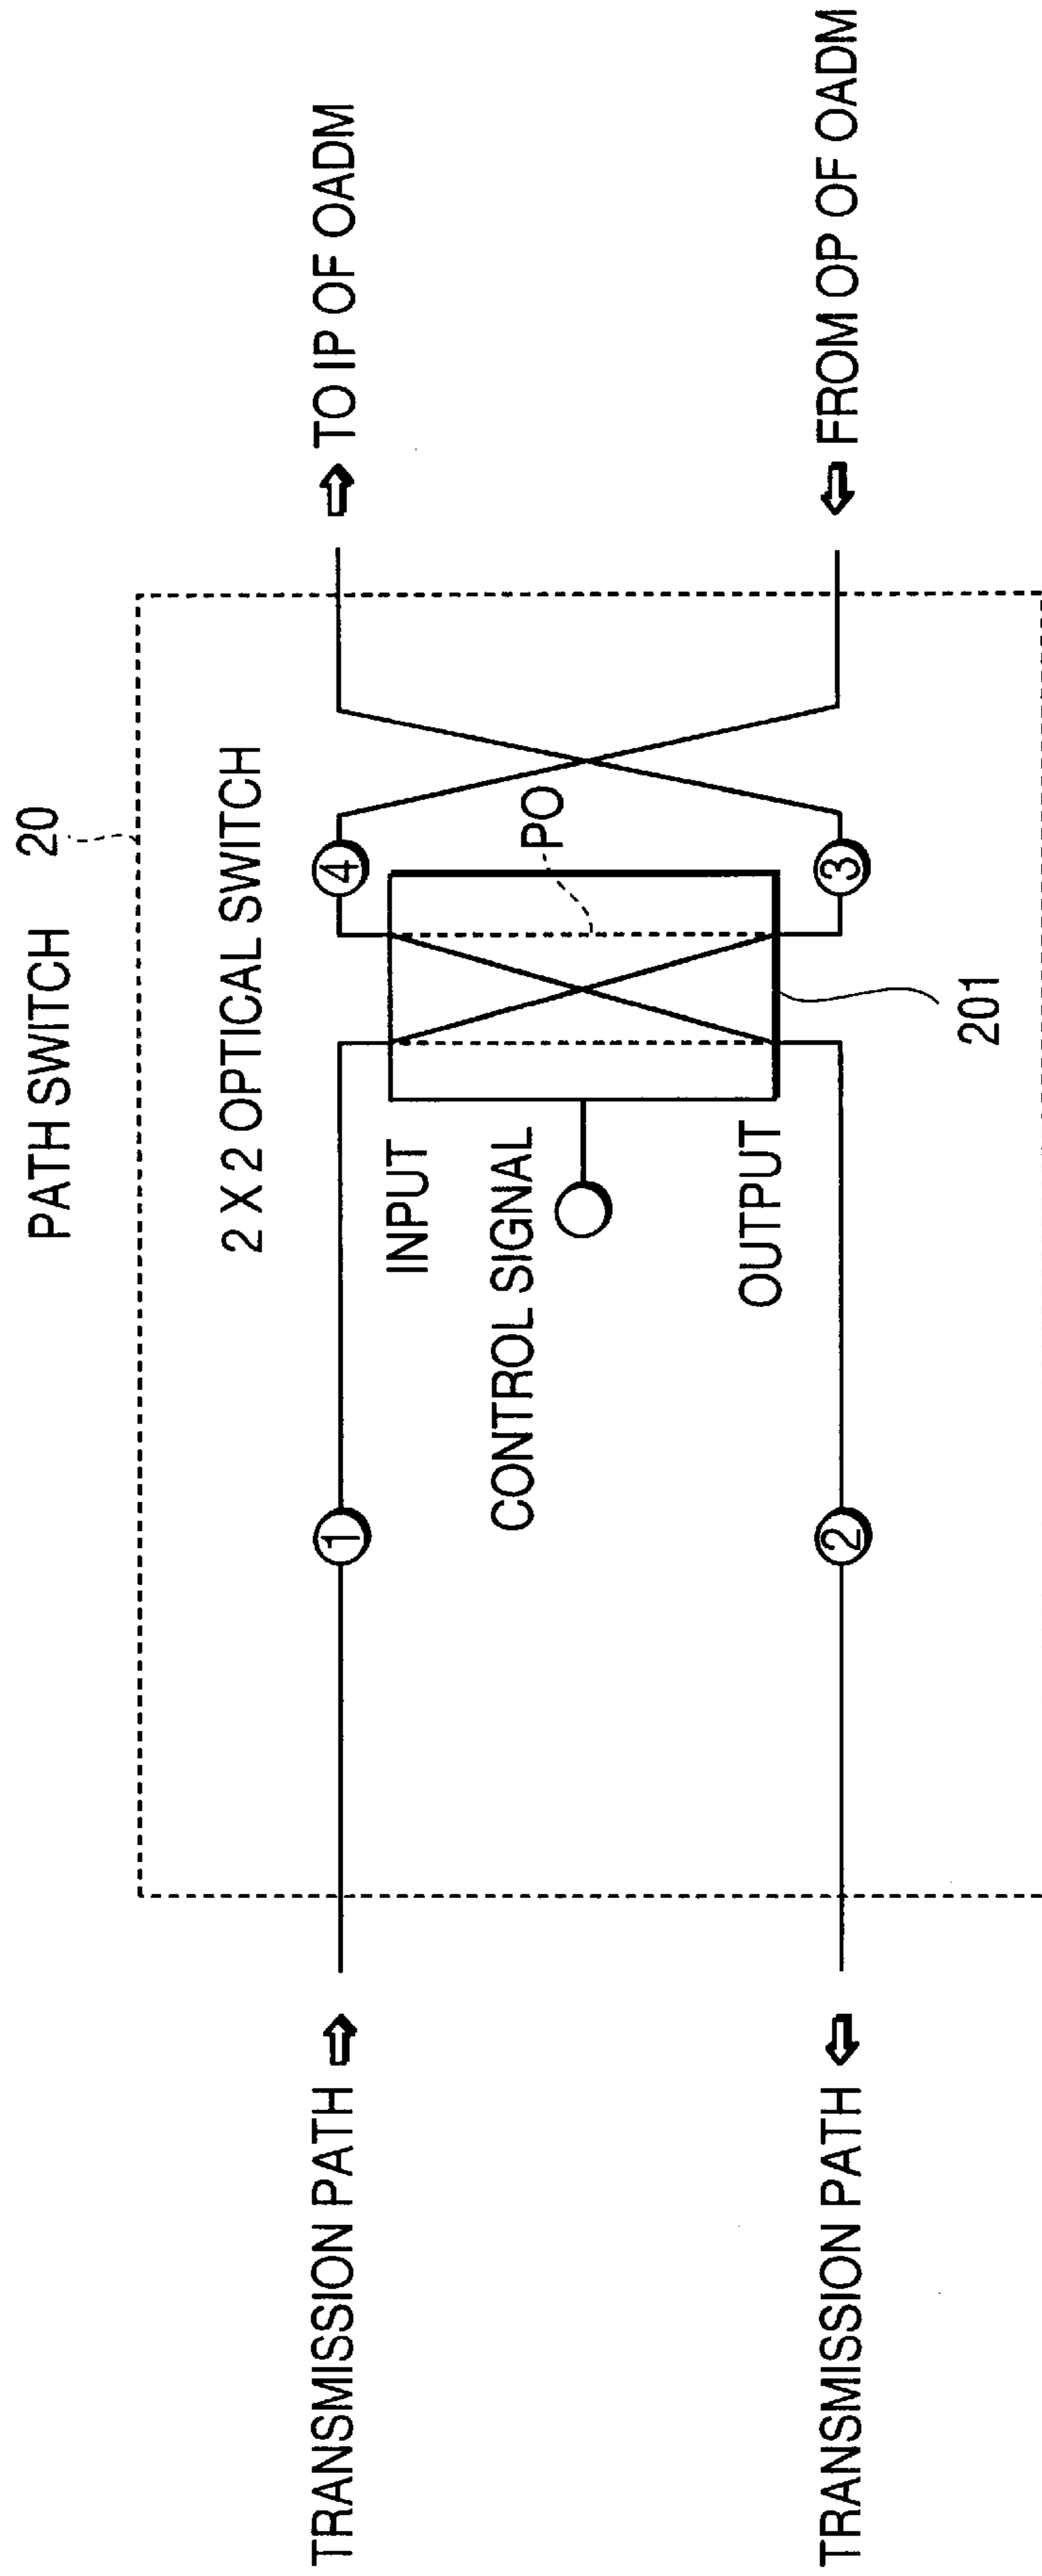 PATH SWITCH 20
2 X 2 OPTICAL SWITCH
TRANSMISSION PATH
1
INPUT
4
TO IP OF OADM
CONTROL SIGNAL
PO
OUTPUT
TRANSMISSION PATH
2
3
FROM OP OF OADM
201